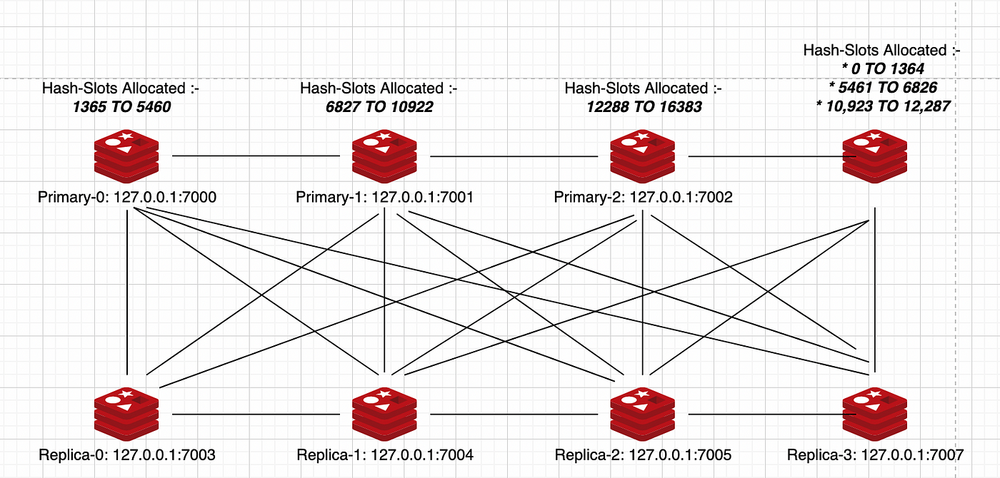 Hash-Slots Allocated :-
* 0 TO 1364
* 5461 TO 6826
* 10,923 TO 12,287
Hash-Slots Allocated :-
1365 TO 5460
Hash-Slots Allocated :-
6827 TO 10922
Hash-Slots Allocated :-
12288 TO 16383
Primary-0: 127.0.0.1:7000
Primary-1: 127.0.0.1:7001
Primary-2: 127.0.0.1:7002
Replica-0: 127.0.0.1:7003
Replica-1: 127.0.0.1:7004
Replica-2: 127.0.0.1:7005
Replica-3: 127.0.0.1:7007